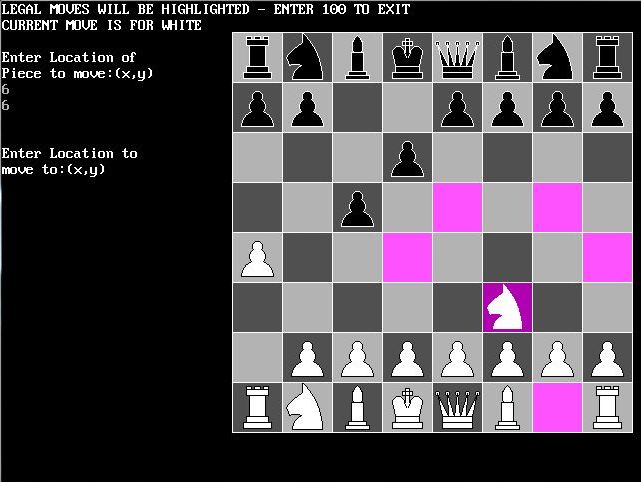 LEGAL MOVES WILL BE HIGHLIGHTED - ENTER 100 TO EXIT
CURRENT MOVE IS FOR WHITE
Enter Location of
Piece to move:(x,y)
6
6
Enter Location to
move to:(x,y)